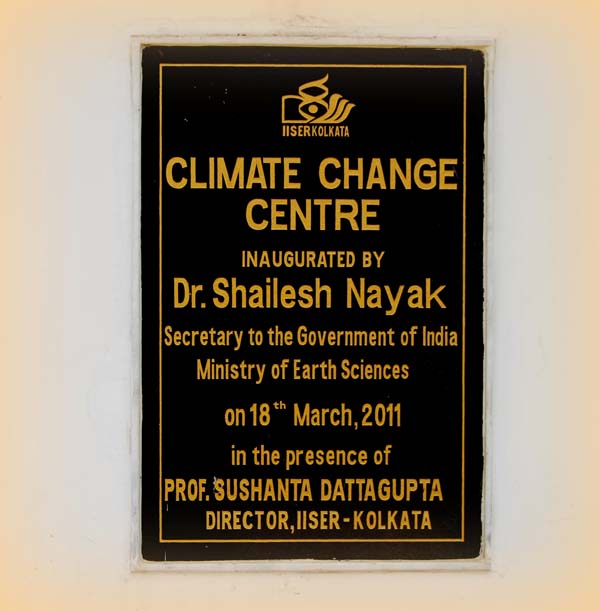 IISER KOLKATA
CLIMATE CHANGE
CENTRE
INAUGURATED BY
Dr. Shailesh Nayak
Secretary to the Government of India
Ministry of Earth Sciences
on 18th March, 2011
in the presence of
PROF. SUSHANTA DATTAGUPTA
DIRECTOR, IISER - KOLKATA